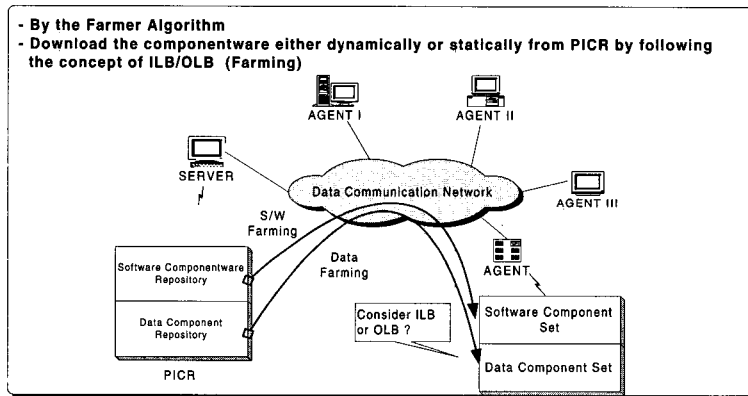 - By the Farmer Algorithm
- Download the componentware either dynamically or statically from PICR by following
the concept of ILB/OLB (Farming)
AGENT I
AGENT II
SERVER
Data Communication Network
AGENT III
S/W
Farming
Data
Farming
AGENT
Software Componentware
Repository
Data Component
Repository
PICR
Consider ILB
or OLB ?
Software Component
Set
Data Component Set